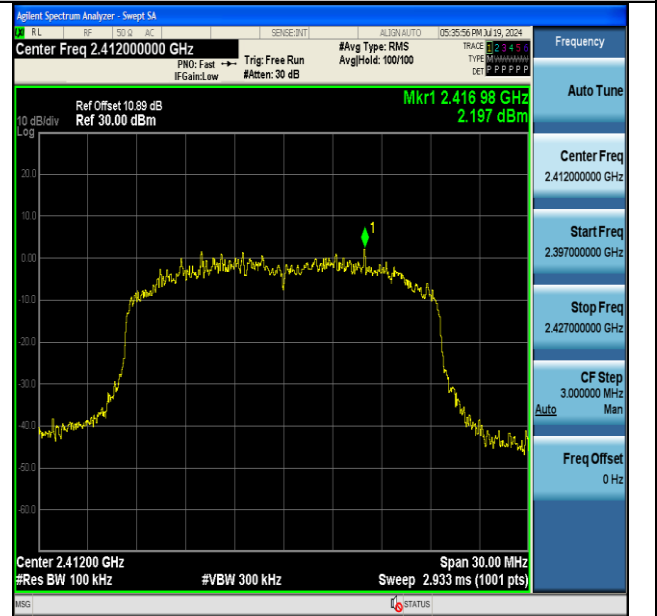 Agilent Spectrum Analyzer - Swept SA
RL RF 50 Ω AC SENSE:INT ALIGN AUTO 05:35:56 PM Jul 19, 2024
Center Freq 2.412000000 GHz
PNO: Fast
IFGain:Low
Trig: Free Run
#Atten: 30 dB
#Avg Type: RMS
Avg|Hold: 100/100
TRACE 1 2 3 4 5 6
TYPE M
DET P P P P P P
Frequency
Mkr1 2.416 98 GHz
2.197 dBm
Ref Offset 10.89 dB
10 dB/div Ref 30.00 dBm
Log
20.0
10.0
0.00
-10.0
-20.0
-30.0
-40.0
-50.0
-60.0
1
Center 2.41200 GHz Span 30.00 MHz
#Res BW 100 kHz #VBW 300 kHz Sweep 2.933 ms (1001 pts)
Auto Tune
Center Freq
2.412000000 GHz
Start Freq
2.397000000 GHz
Stop Freq
2.427000000 GHz
CF Step
3.000000 MHz
Auto Man
Freq Offset
0 Hz
MSG STATUS